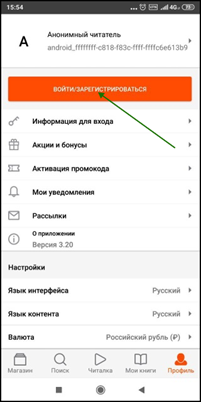 15:54
4G
A
Анонимный читатель
android_ffffffff-c818-f83c-ffff-ffffc6e613b9
ВОЙТИ/ЗАРЕГИСТРИРОВАТЬСЯ
Информация для входа
Акции и бонусы
Активация промокода
Мои уведомления
Рассылки
О приложении
Версия 3.20
Настройки
Язык интерфейса Русский
Язык контента Русский
Валюта Российский рубль (₽)
Магазин Поиск Читалка Мои книги Профиль